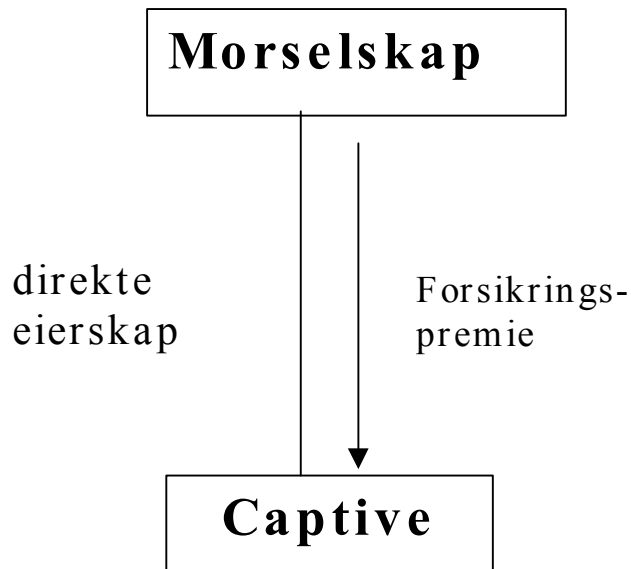 Morselskap
direkte
eierskap
Forsikrings-
premie
Captive